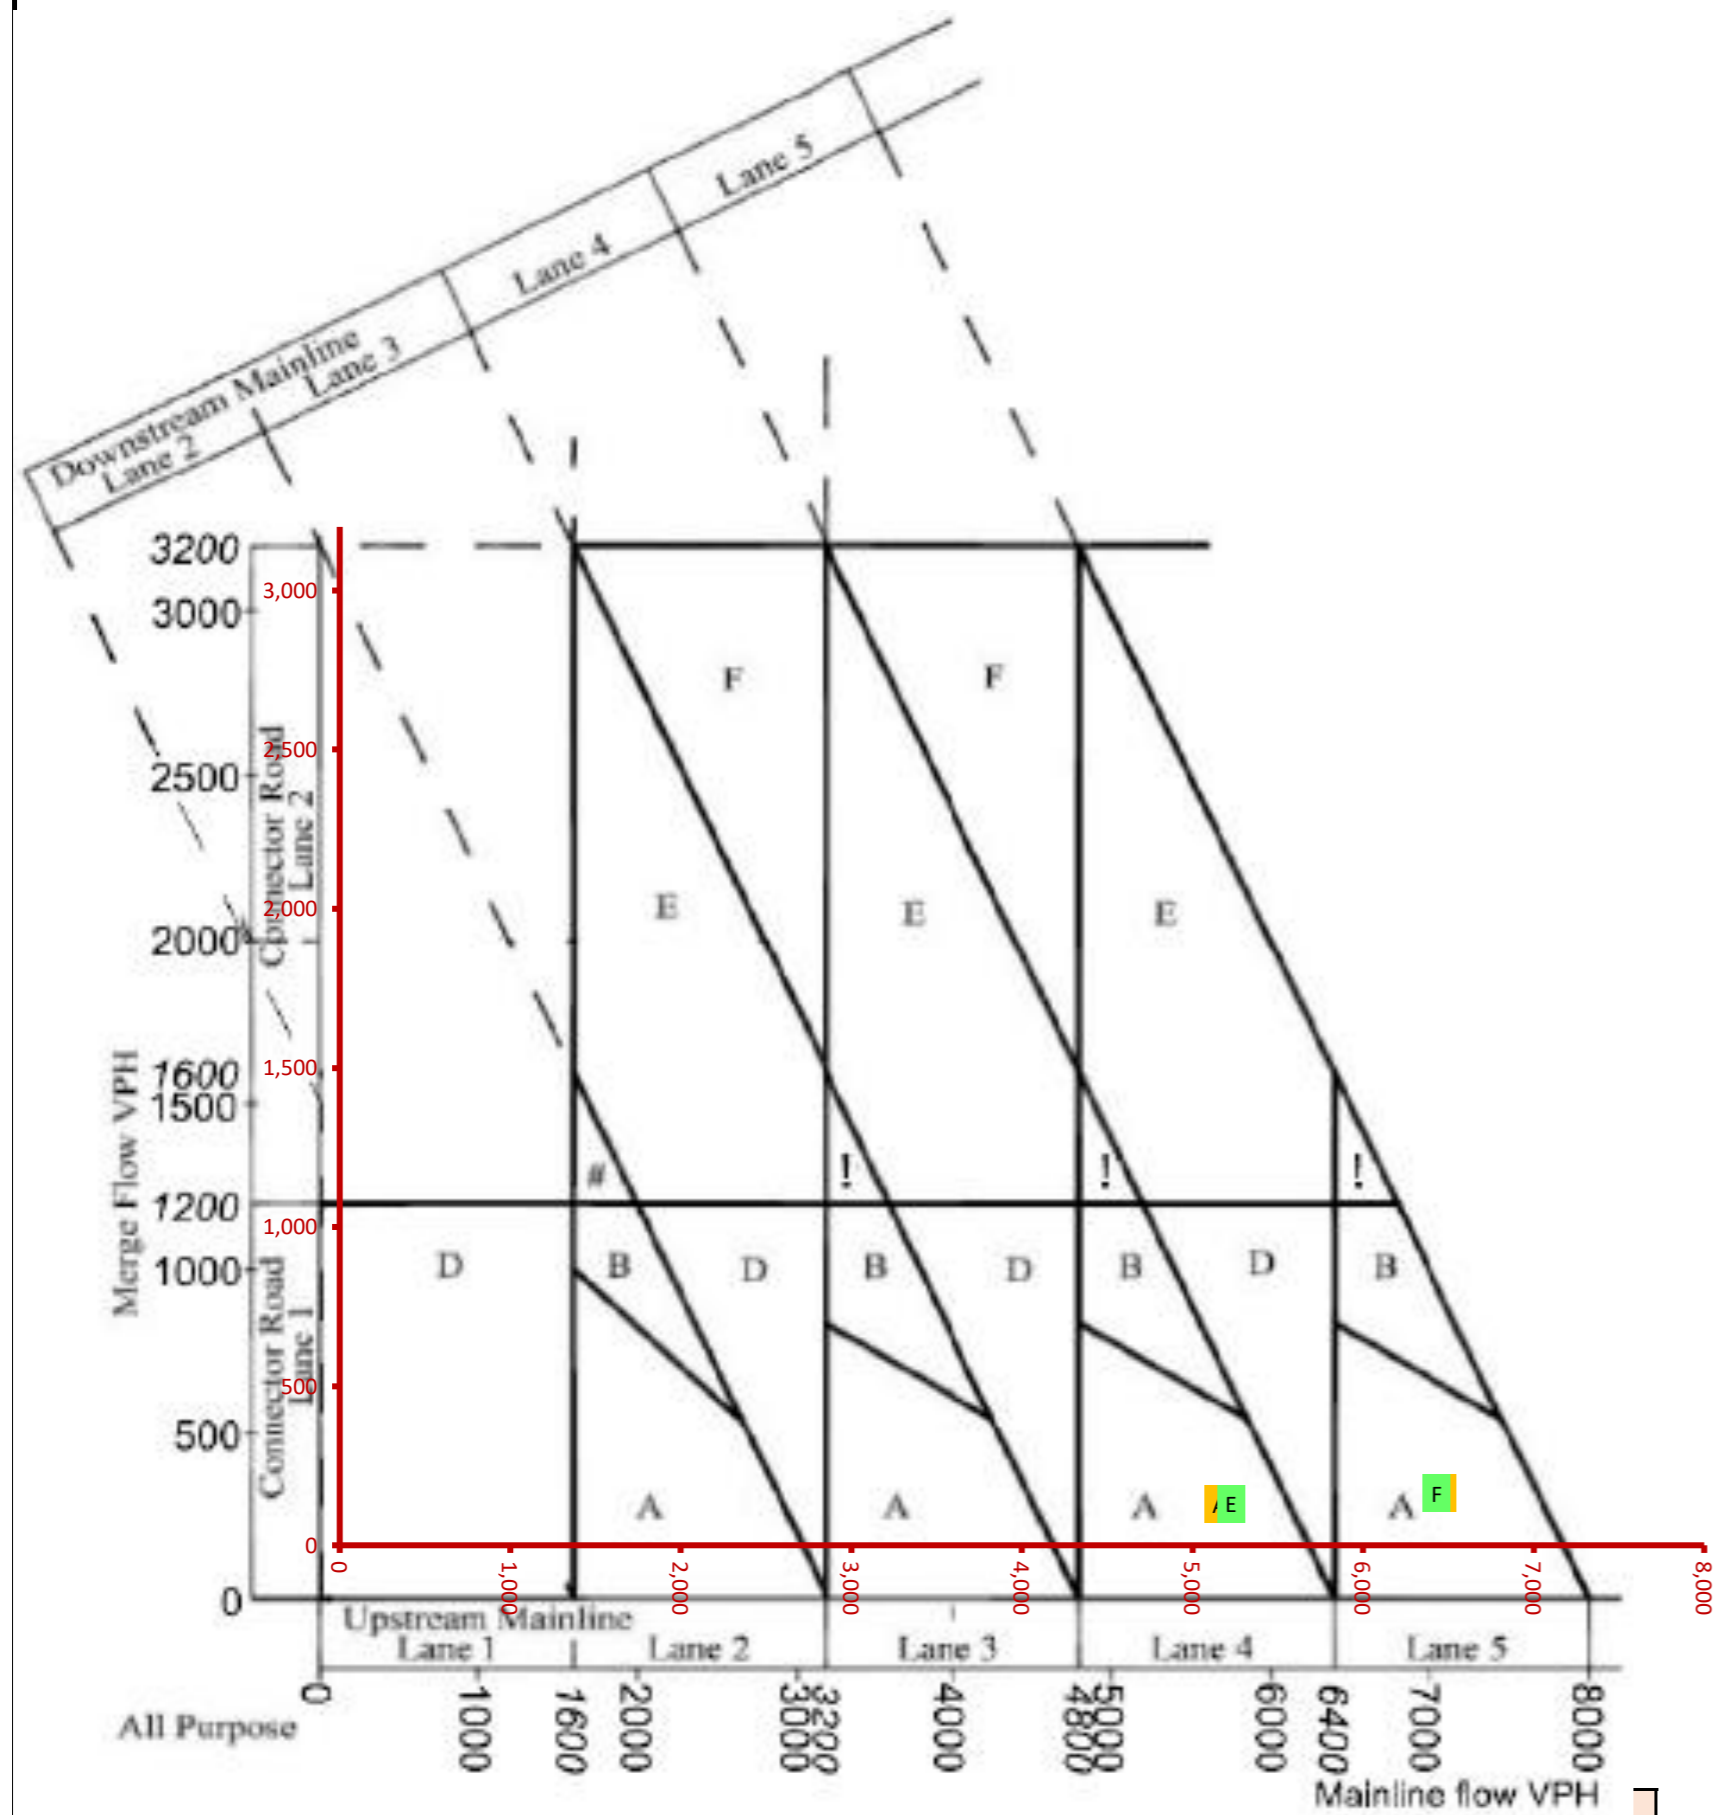 Lane 5
Lane 4
Downstream Mainline
Lane 3
Lane 2
3200
3,000
3000
F
F
2,500
2500
Connector Road
Lane 2
2,000
2000
E
E
E
Merge Flow VPH
1600
1,500
1500
#
!
!
!
1200
1,000
1000
D
B
D
B
D
B
D
B
Connector Road
Lane 1
500
500
A
A
A
E
A
F
0
0
1,000
2,000
3,000
4,000
5,000
6,000
7,000
8,000
0
Upstream Mainline
Lane 1
Lane 2
Lane 3
Lane 4
Lane 5
0
1000
1600
2000
3000
3200
4000
4800
5000
6000
6400
7000
8000
All Purpose
Mainline flow VPH